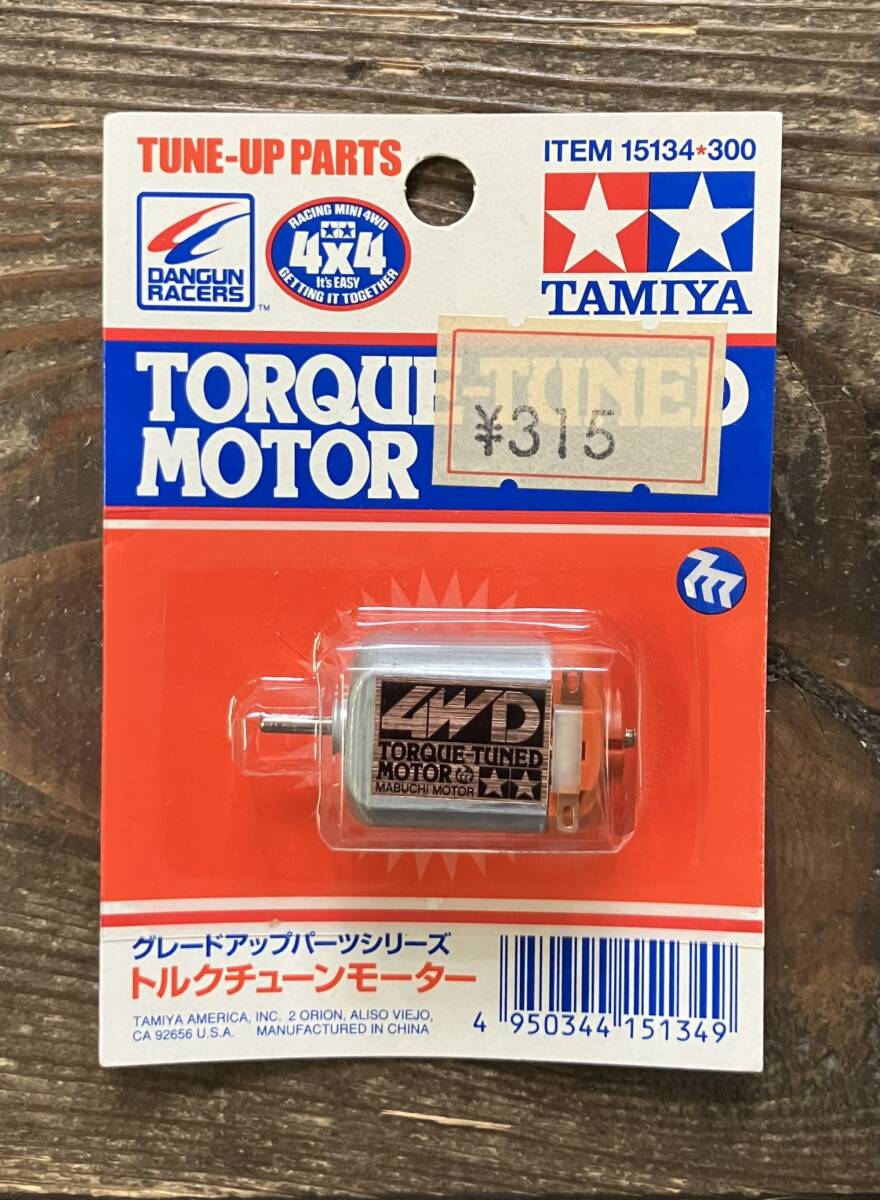 TUNE-UP PARTS
ITEM 15134*300
DANGUN
RACERS™
RACING MINI 4WD
4x4
It's EASY
GETTING IT TOGETHER
TAMIYA
TORQUE-TUNED
MOTOR
¥315
4WD
TORQUE-TUNED
MOTOR
MABUCHI MOTOR
グレードアップパーツシリーズ
トルクチューンモーター
TAMIYA AMERICA, INC. 2 ORION, ALISO VIEJO,
CA 92656 U.S.A. MANUFACTURED IN CHINA
4 950344 151349